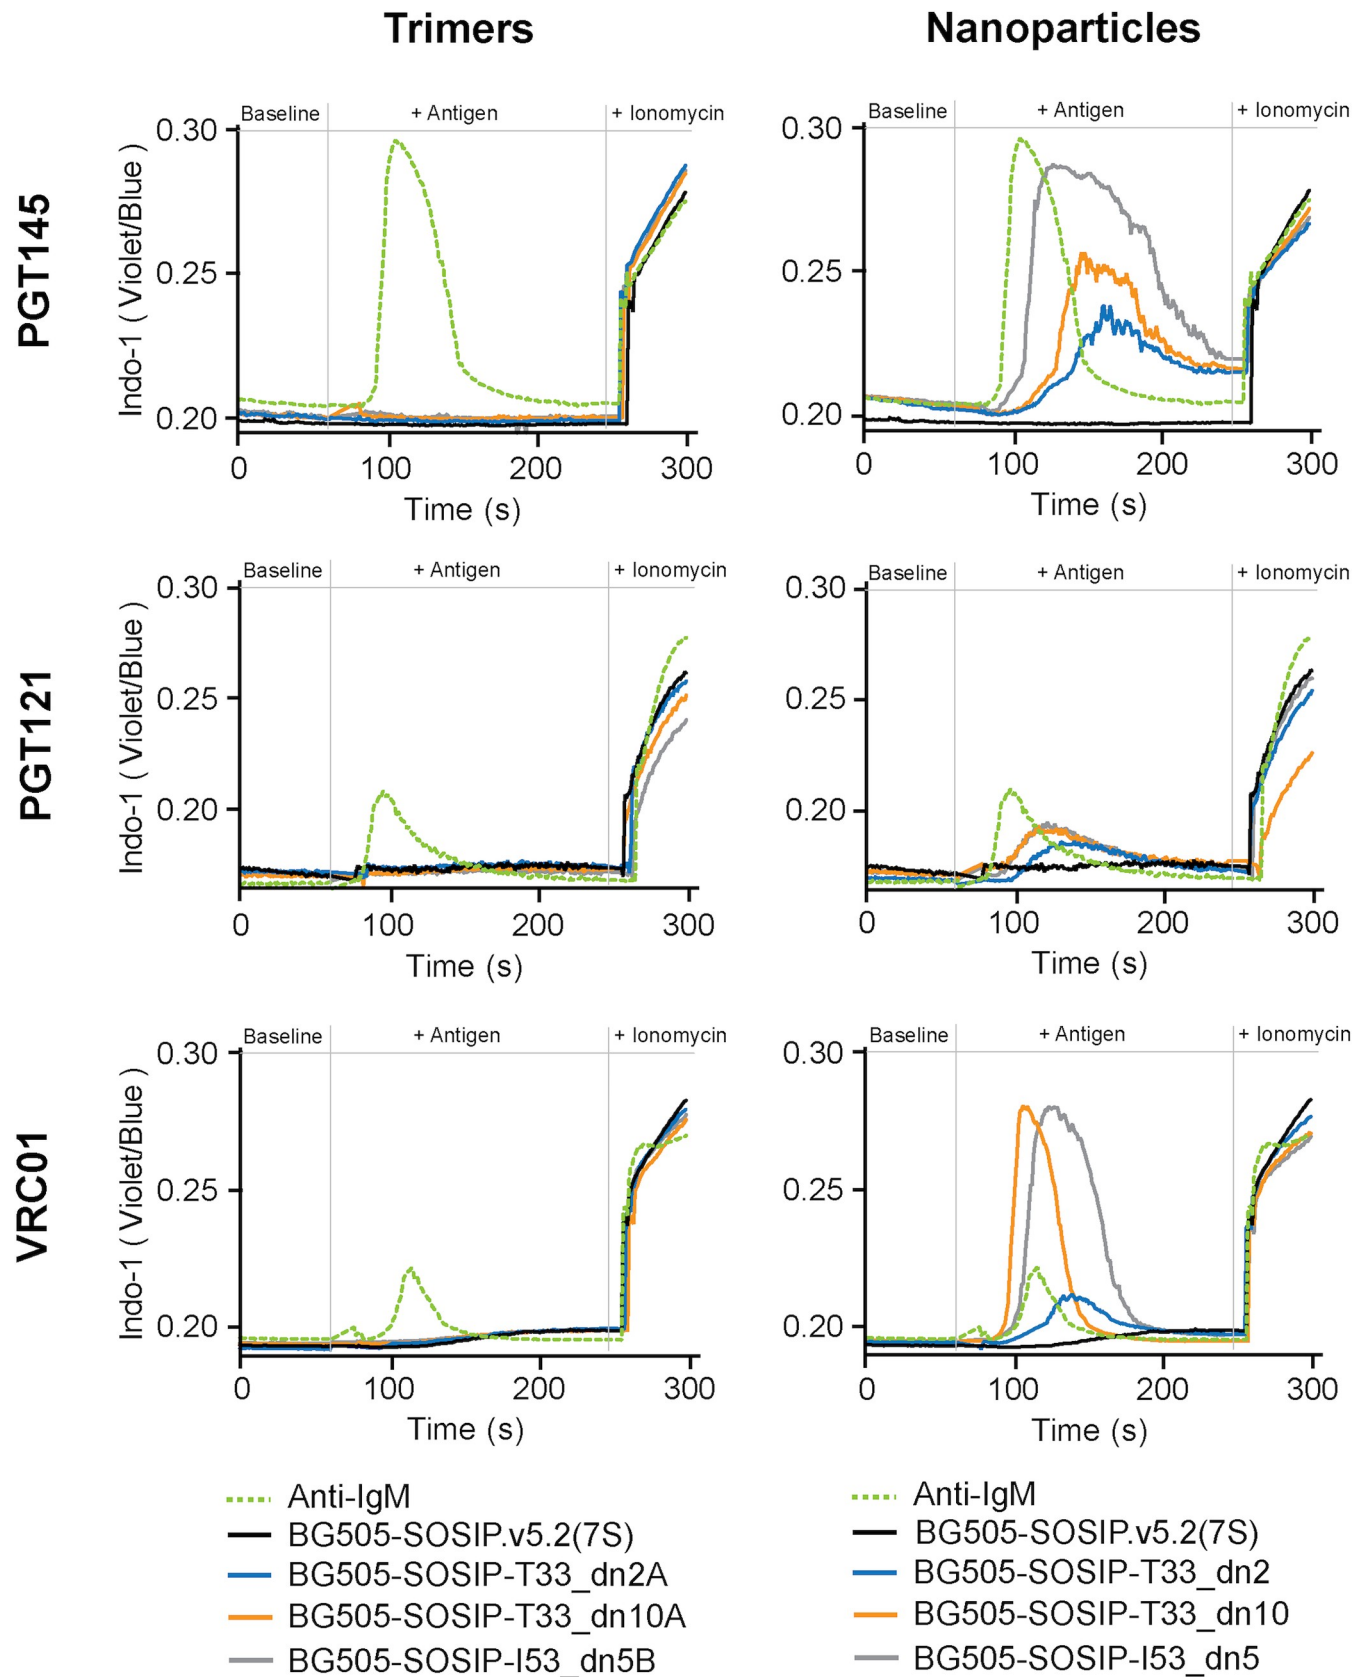 Trimers
Nanoparticles
PGT145
Indo-1 ( Violet/Blue )
Baseline
+ Antigen
+ Ionomycin
0.30
0.25
0.20
0 100 200 300
Time (s)
Baseline
+ Antigen
+ Ionomycin
0.30
0.25
0.20
0 100 200 300
Time (s)
PGT121
Indo-1 ( Violet/Blue )
Baseline
+ Antigen
+ Ionomycin
0.30
0.25
0.20
0 100 200 300
Time (s)
Baseline
+ Antigen
+ Ionomycin
0.30
0.25
0.20
0 100 200 300
Time (s)
VRC01
Indo-1 ( Violet/Blue )
Baseline
+ Antigen
+ Ionomycin
0.30
0.25
0.20
0 100 200 300
Time (s)
Baseline
+ Antigen
+ Ionomycin
0.30
0.25
0.20
0 100 200 300
Time (s)
Anti-IgM
BG505-SOSIP.v5.2(7S)
BG505-SOSIP-T33_dn2A
BG505-SOSIP-T33_dn10A
BG505-SOSIP-I53_dn5B
Anti-IgM
BG505-SOSIP.v5.2(7S)
BG505-SOSIP-T33_dn2
BG505-SOSIP-T33_dn10
BG505-SOSIP-I53_dn5